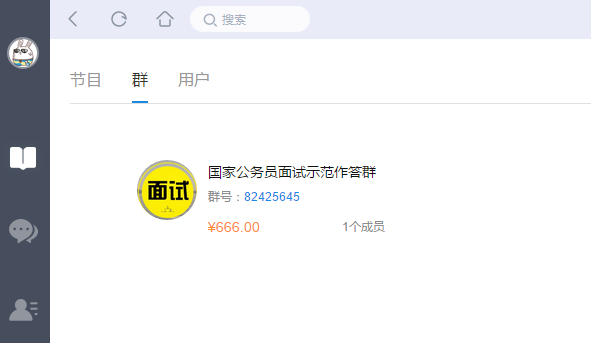 搜索
节目 群 用户
面试
国家公务员面试示范作答群
群号：82425645
¥666.00 1个成员